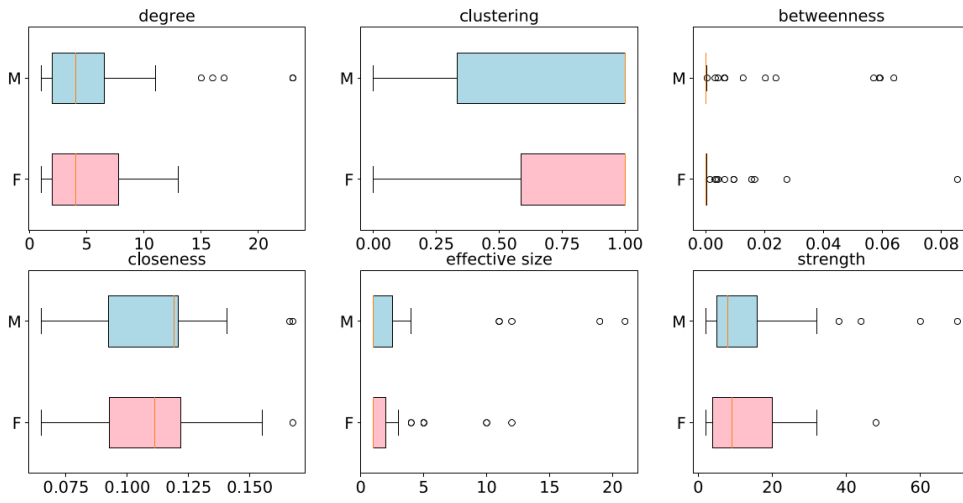 degree
clustering
betweenness
M
F
0 5 10 15 20
0.00 0.25 0.50 0.75 1.00
0.00 0.02 0.04 0.06 0.08
closeness
effective size
strength
M
F
M
F
M
F
M
F
M
F
0.075 0.100 0.125 0.150
0 5 10 15 20
0 20 40 60